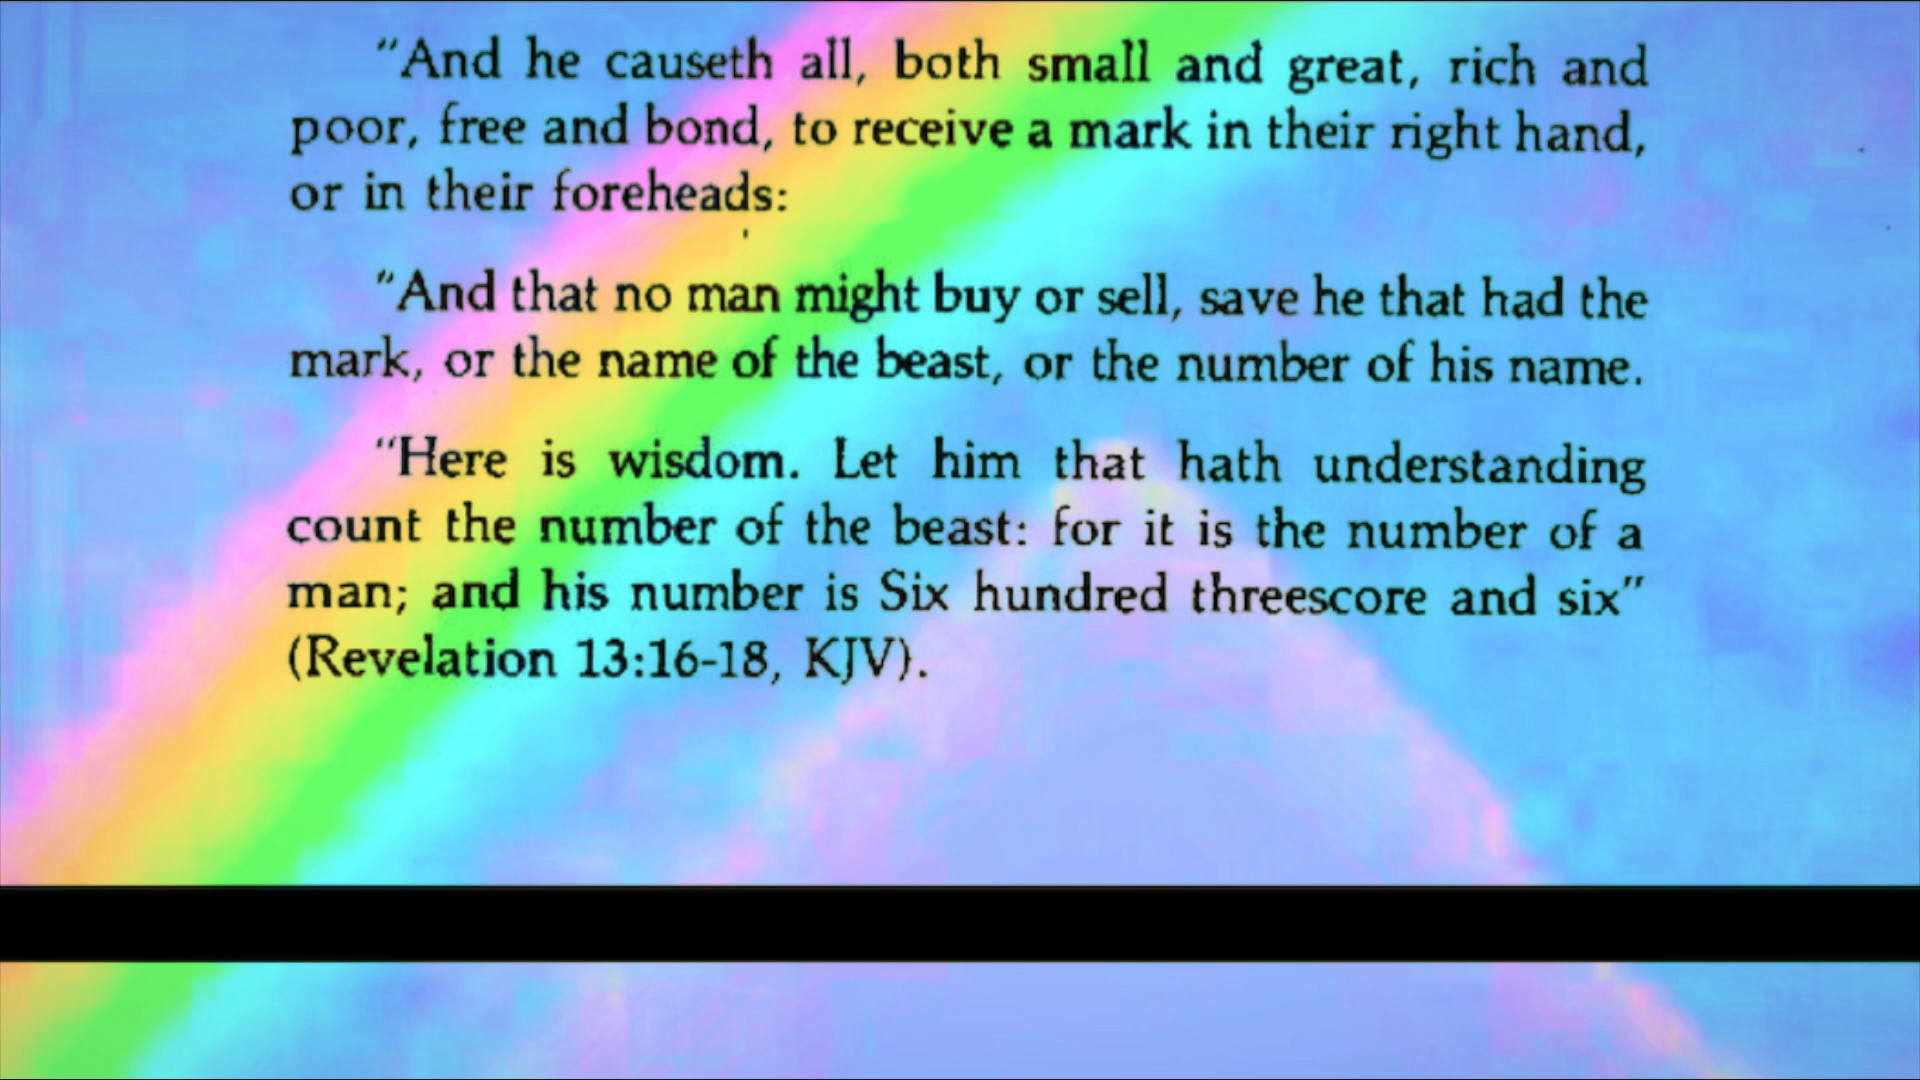 "And he causeth all, both small and great, rich and
poor, free and bond, to receive a mark in their right hand,
or in their foreheads:
"And that no man might buy or sell, save he that had the
mark, or the name of the beast, or the number of his name.
"Here is wisdom. Let him that hath understanding
count the number of the beast: for it is the number of a
man; and his number is Six hundred threescore and six"
(Revelation 13:16-18, KJV).